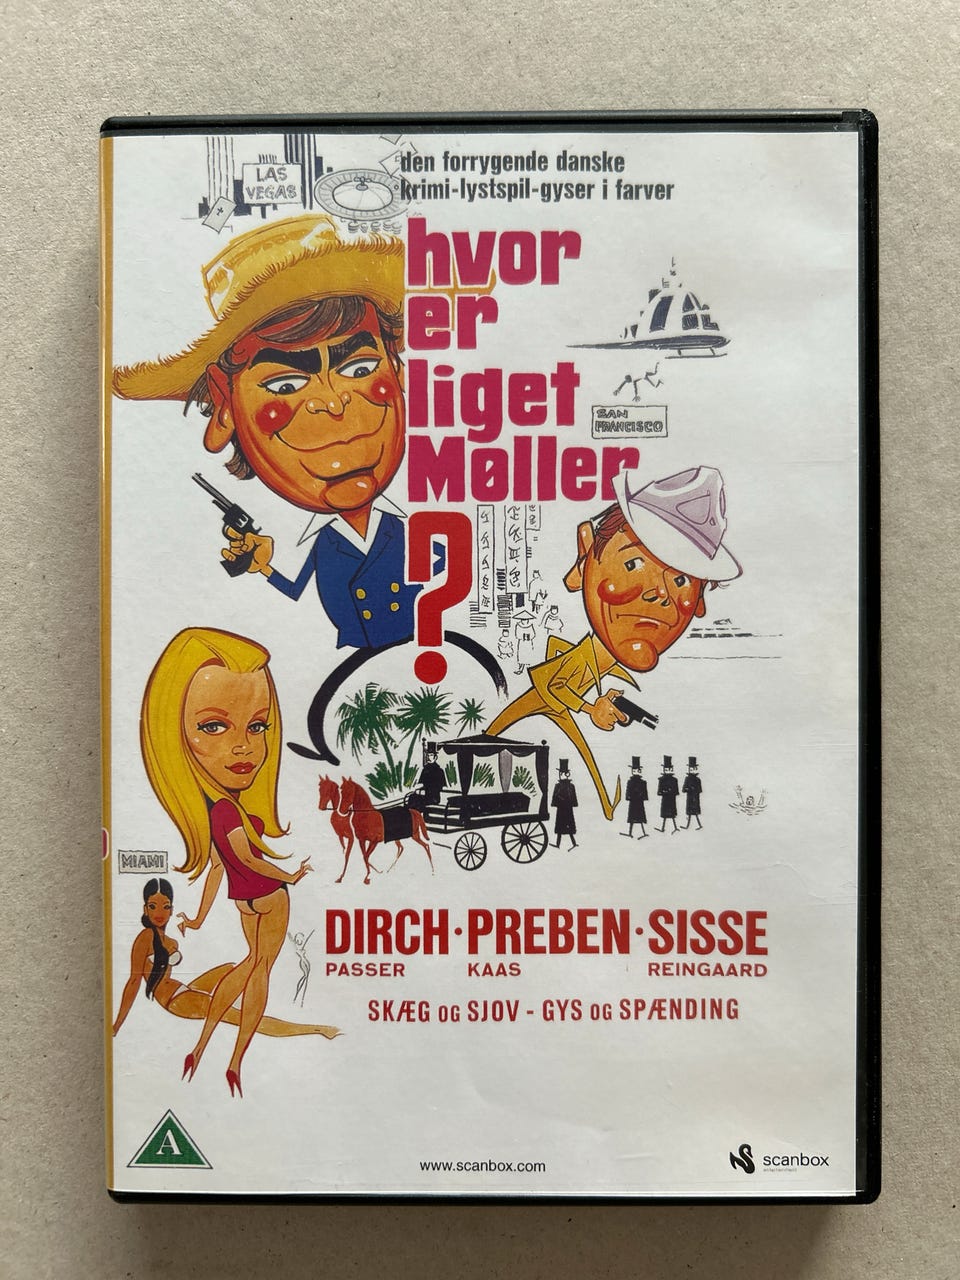 LAS
VEGAS
den forrygende danske
krimi-lystspil-gyser i farver
hvor
er
liget
Møller
?
SAN
FRANCISCO
MIAMI
DIRCH · PREBEN · SISSE
PASSER KAAS REINGAARD
SKÆG OG SJOV - GYS OG SPÆNDING
A
www.scanbox.com
scanbox
entertainment